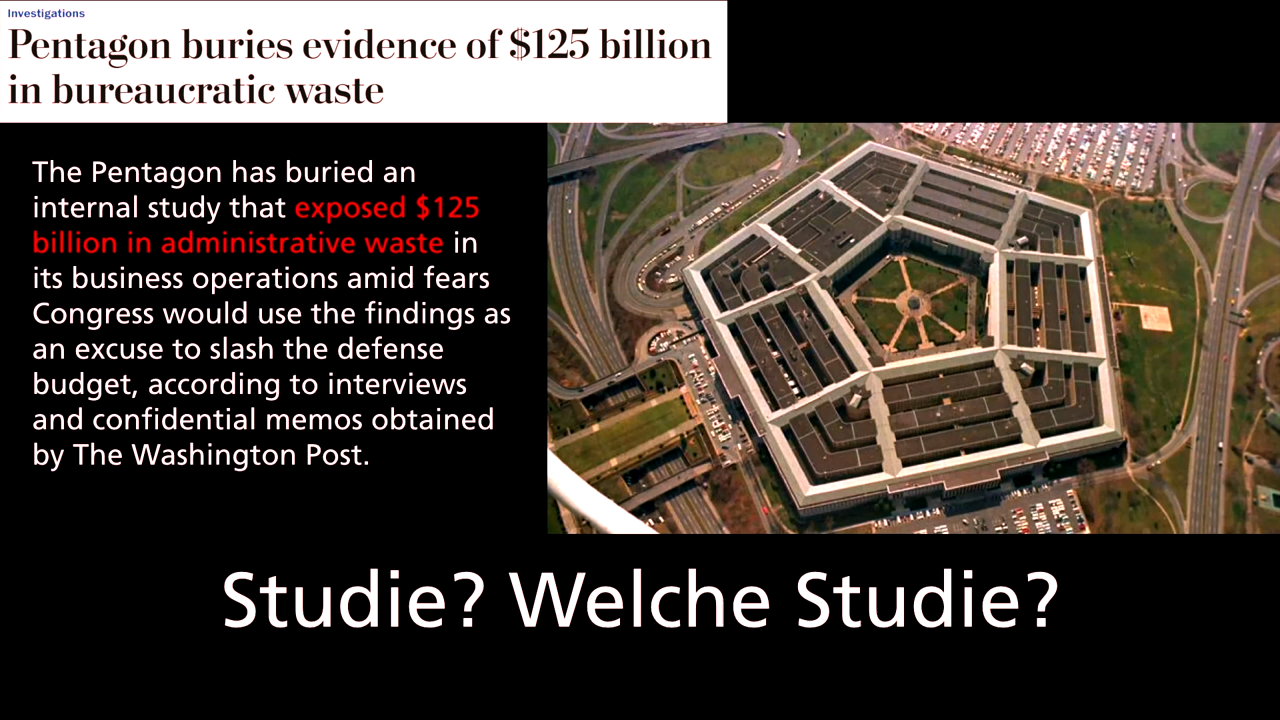 Investigations
Pentagon buries evidence of $125 billion
in bureaucratic waste
The Pentagon has buried an
internal study that exposed $125
billion in administrative waste in
its business operations amid fears
Congress would use the findings as
an excuse to slash the defense
budget, according to interviews
and confidential memos obtained
by The Washington Post.
Studie? Welche Studie?